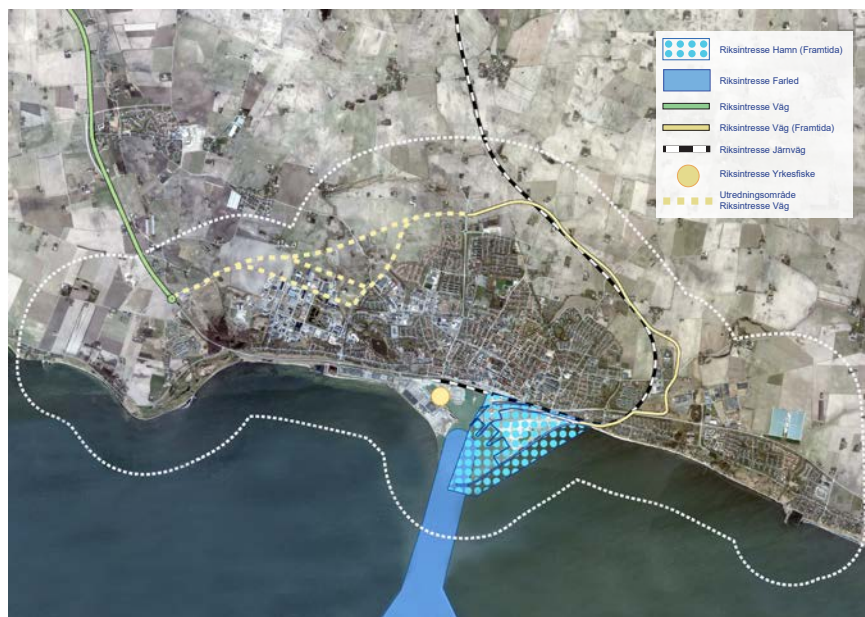 Riksintresse Hamn (Framtida)
Riksintresse Farled
Riksintresse Väg
Riksintresse Väg (Framtida)
Riksintresse Järnväg
Riksintresse Yrkesfiske
Utredningsområde
Riksintresse Väg